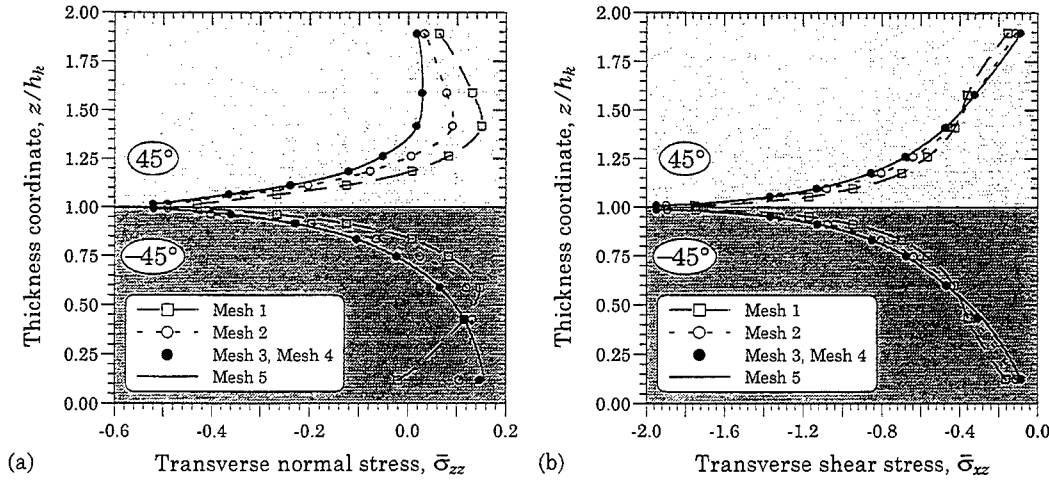 2.00
1.75
1.50
1.25
1.00
0.75
0.50
0.25
0.00
Thickness coordinate, z/hₖ
45°
−45°
Mesh 1
Mesh 2
Mesh 3, Mesh 4
Mesh 5
-0.6 -0.4 -0.2 0.0 0.2
(a) Transverse normal stress, σ̄zz
2.00
1.75
1.50
1.25
1.00
0.75
0.50
0.25
0.00
Thickness coordinate, z/hₖ
45°
−45°
Mesh 1
Mesh 2
Mesh 3, Mesh 4
Mesh 5
-2.0 -1.6 -1.2 -0.8 -0.4 0.0
(b) Transverse shear stress, σ̄xz